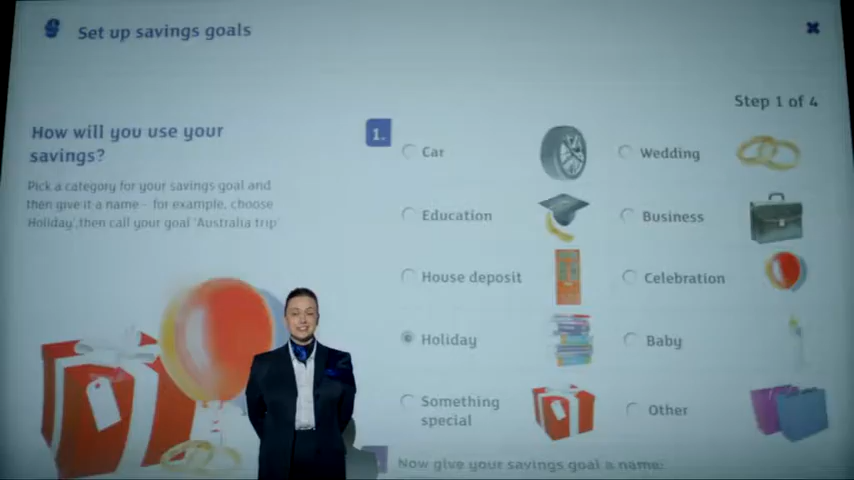 Set up savings goals
Step 1 of 4
How will you use your
savings?
Pick a category for your savings goal and
then give it a name - for example, choose
'Holiday', then call your goal 'Australia trip'
1.
Car
Wedding
Education
Business
House deposit
Celebration
Holiday
Baby
Something
special
Other
Now give your savings goal a name: